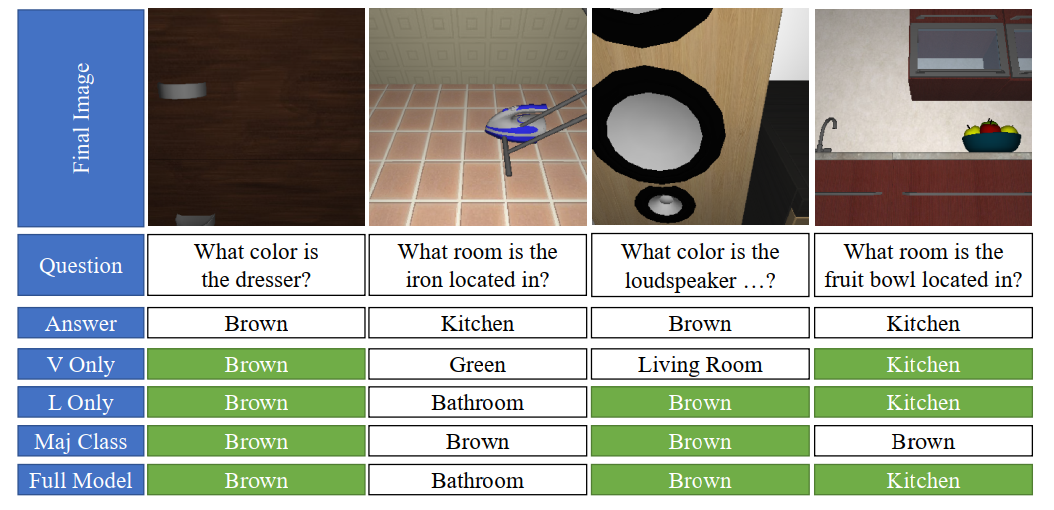 Final Image
Question
What color is
the dresser?
What room is the
iron located in?
What color is the
loudspeaker …?
What room is the
fruit bowl located in?
Answer
Brown
Kitchen
Brown
Kitchen
V Only
Brown
Green
Living Room
Kitchen
L Only
Brown
Bathroom
Brown
Kitchen
Maj Class
Brown
Brown
Brown
Brown
Full Model
Brown
Bathroom
Brown
Kitchen